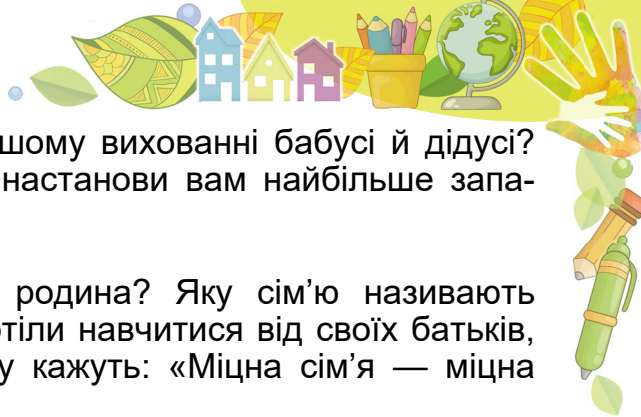 шому вихованні бабусі й дідусі?
настанови вам найбільше запа-
родина? Яку сім’ю називають
тіли навчитися від своїх батьків,
у кажуть: «Міцна сім’я — міцна